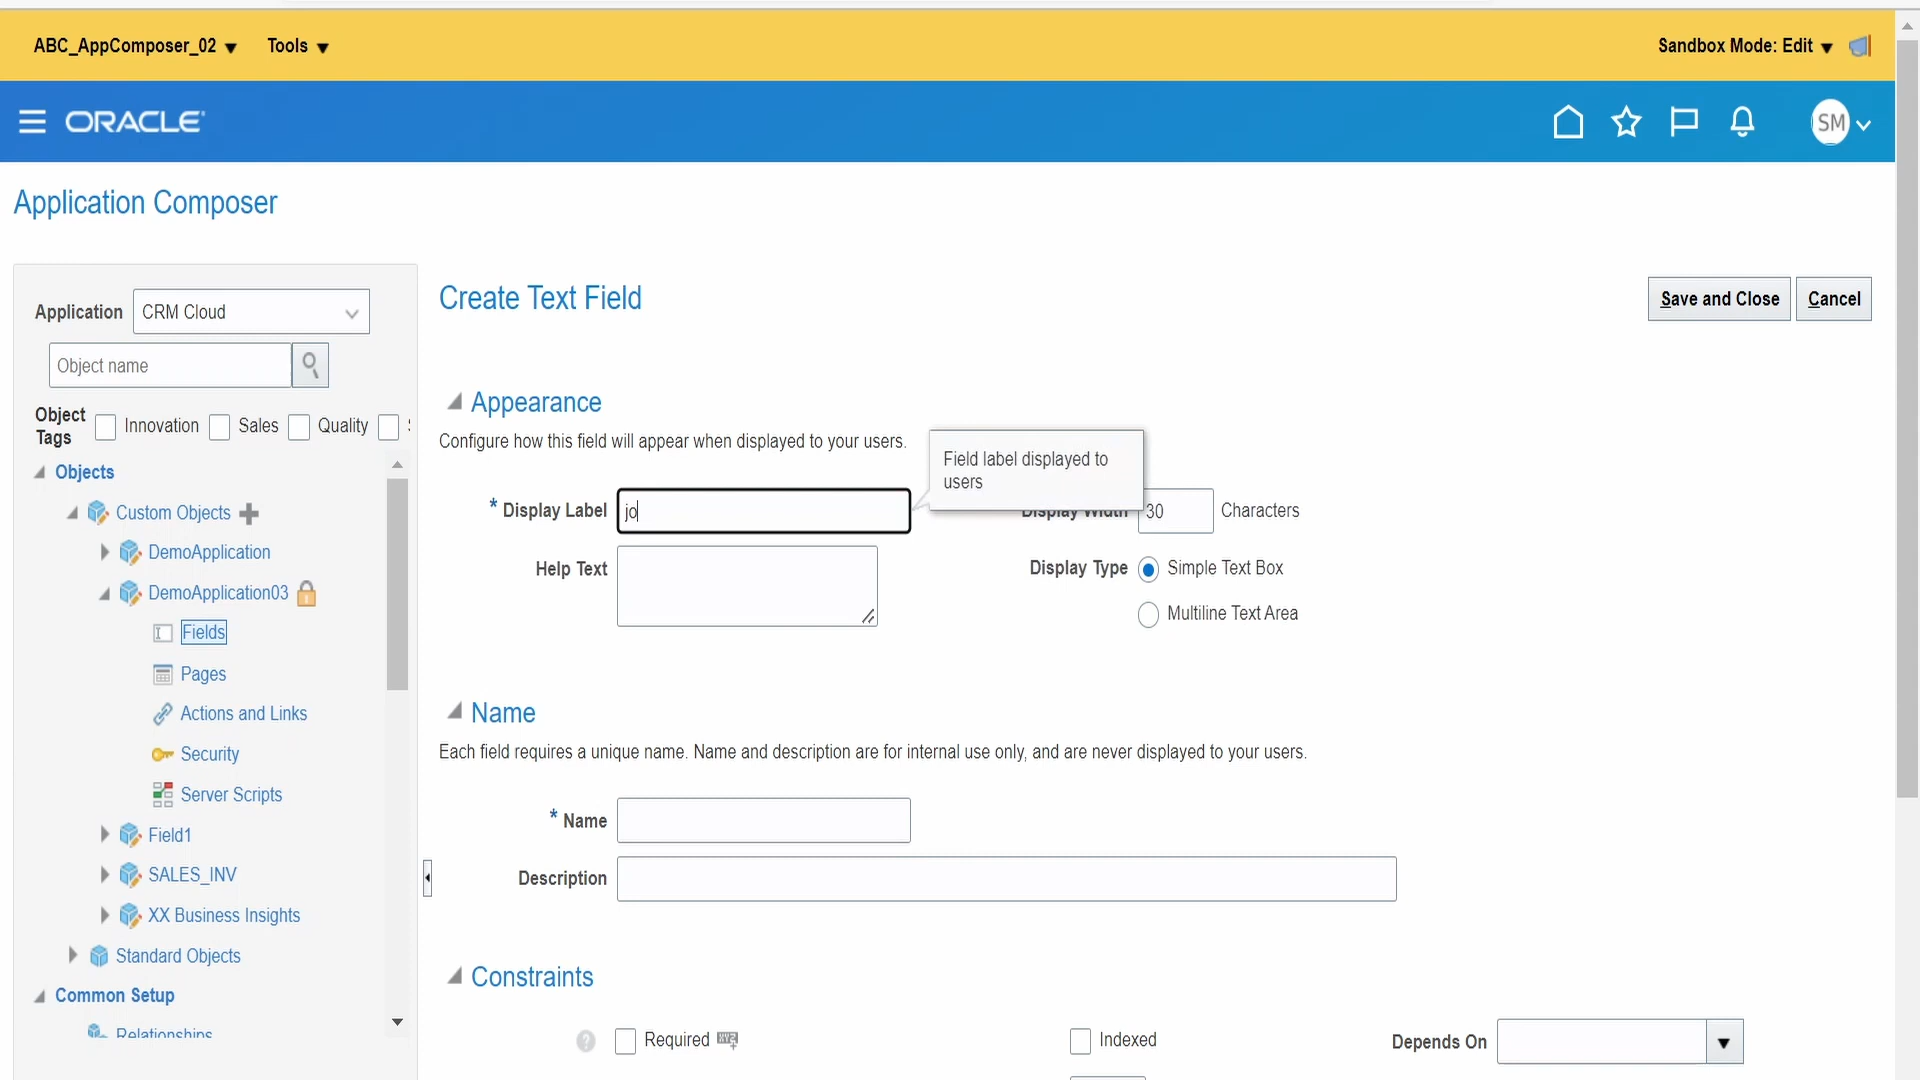 ABC_AppComposer_02 Tools Sandbox Mode: Edit
ORACLE SM
Application Composer
Application CRM Cloud
Object name
Object Tags Innovation Sales Quality
Objects
Custom Objects
DemoApplication
DemoApplication03
Fields
Pages
Actions and Links
Security
Server Scripts
Field1
SALES_INV
XX Business Insights
Standard Objects
Common Setup
Relationships
Create Text Field
Save and Close Cancel
Appearance
Configure how this field will appear when displayed to your users.
Field label displayed to
users
* Display Label jo
Display Width 30 Characters
Help Text
Display Type Simple Text Box
Multiline Text Area
Name
Each field requires a unique name. Name and description are for internal use only, and are never displayed to your users.
* Name
Description
Constraints
? Required Indexed Depends On